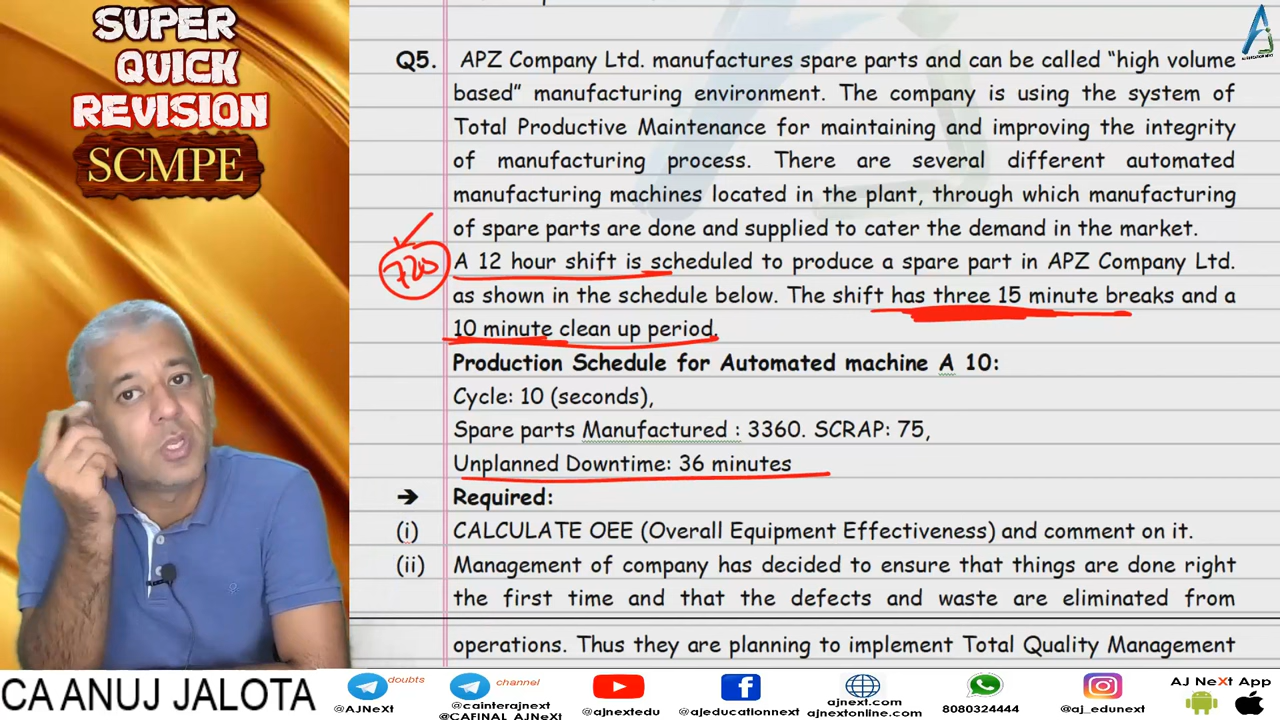 SUPER
QUICK
REVISION
SCMPE
Q5. APZ Company Ltd. manufactures spare parts and can be called “high volume
based” manufacturing environment. The company is using the system of
Total Productive Maintenance for maintaining and improving the integrity
of manufacturing process. There are several different automated
manufacturing machines located in the plant, through which manufacturing
of spare parts are done and supplied to cater the demand in the market.
720
A 12 hour shift is scheduled to produce a spare part in APZ Company Ltd.
as shown in the schedule below. The shift has three 15 minute breaks and a
10 minute clean up period.
Production Schedule for Automated machine A 10:
Cycle: 10 (seconds),
Spare parts Manufactured : 3360. SCRAP: 75,
Unplanned Downtime: 36 minutes
➔ Required:
(i) CALCULATE OEE (Overall Equipment Effectiveness) and comment on it.
(ii) Management of company has decided to ensure that things are done right
the first time and that the defects and waste are eliminated from
operations. Thus they are planning to implement Total Quality Management
CA ANUJ JALOTA
doubts
@AJNeXt
channel
@cainterajnext
@CAFINAL_AJNeXt
@ajnextedu
@ajeducationnext
ajnext.com
ajnextonline.com
8080324444
@aj_edunext
AJ NeXt App